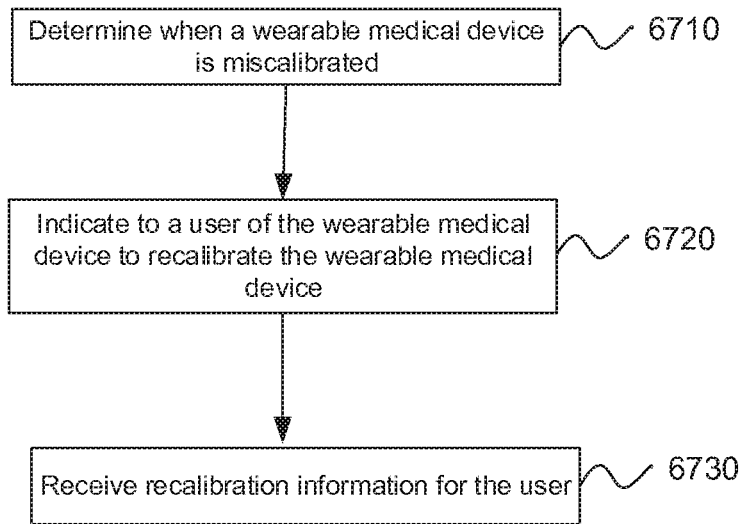 Determine when a wearable medical device
is miscalibrated
6710
Indicate to a user of the wearable medical
device to recalibrate the wearable medical
device
6720
Receive recalibration information for the user
6730